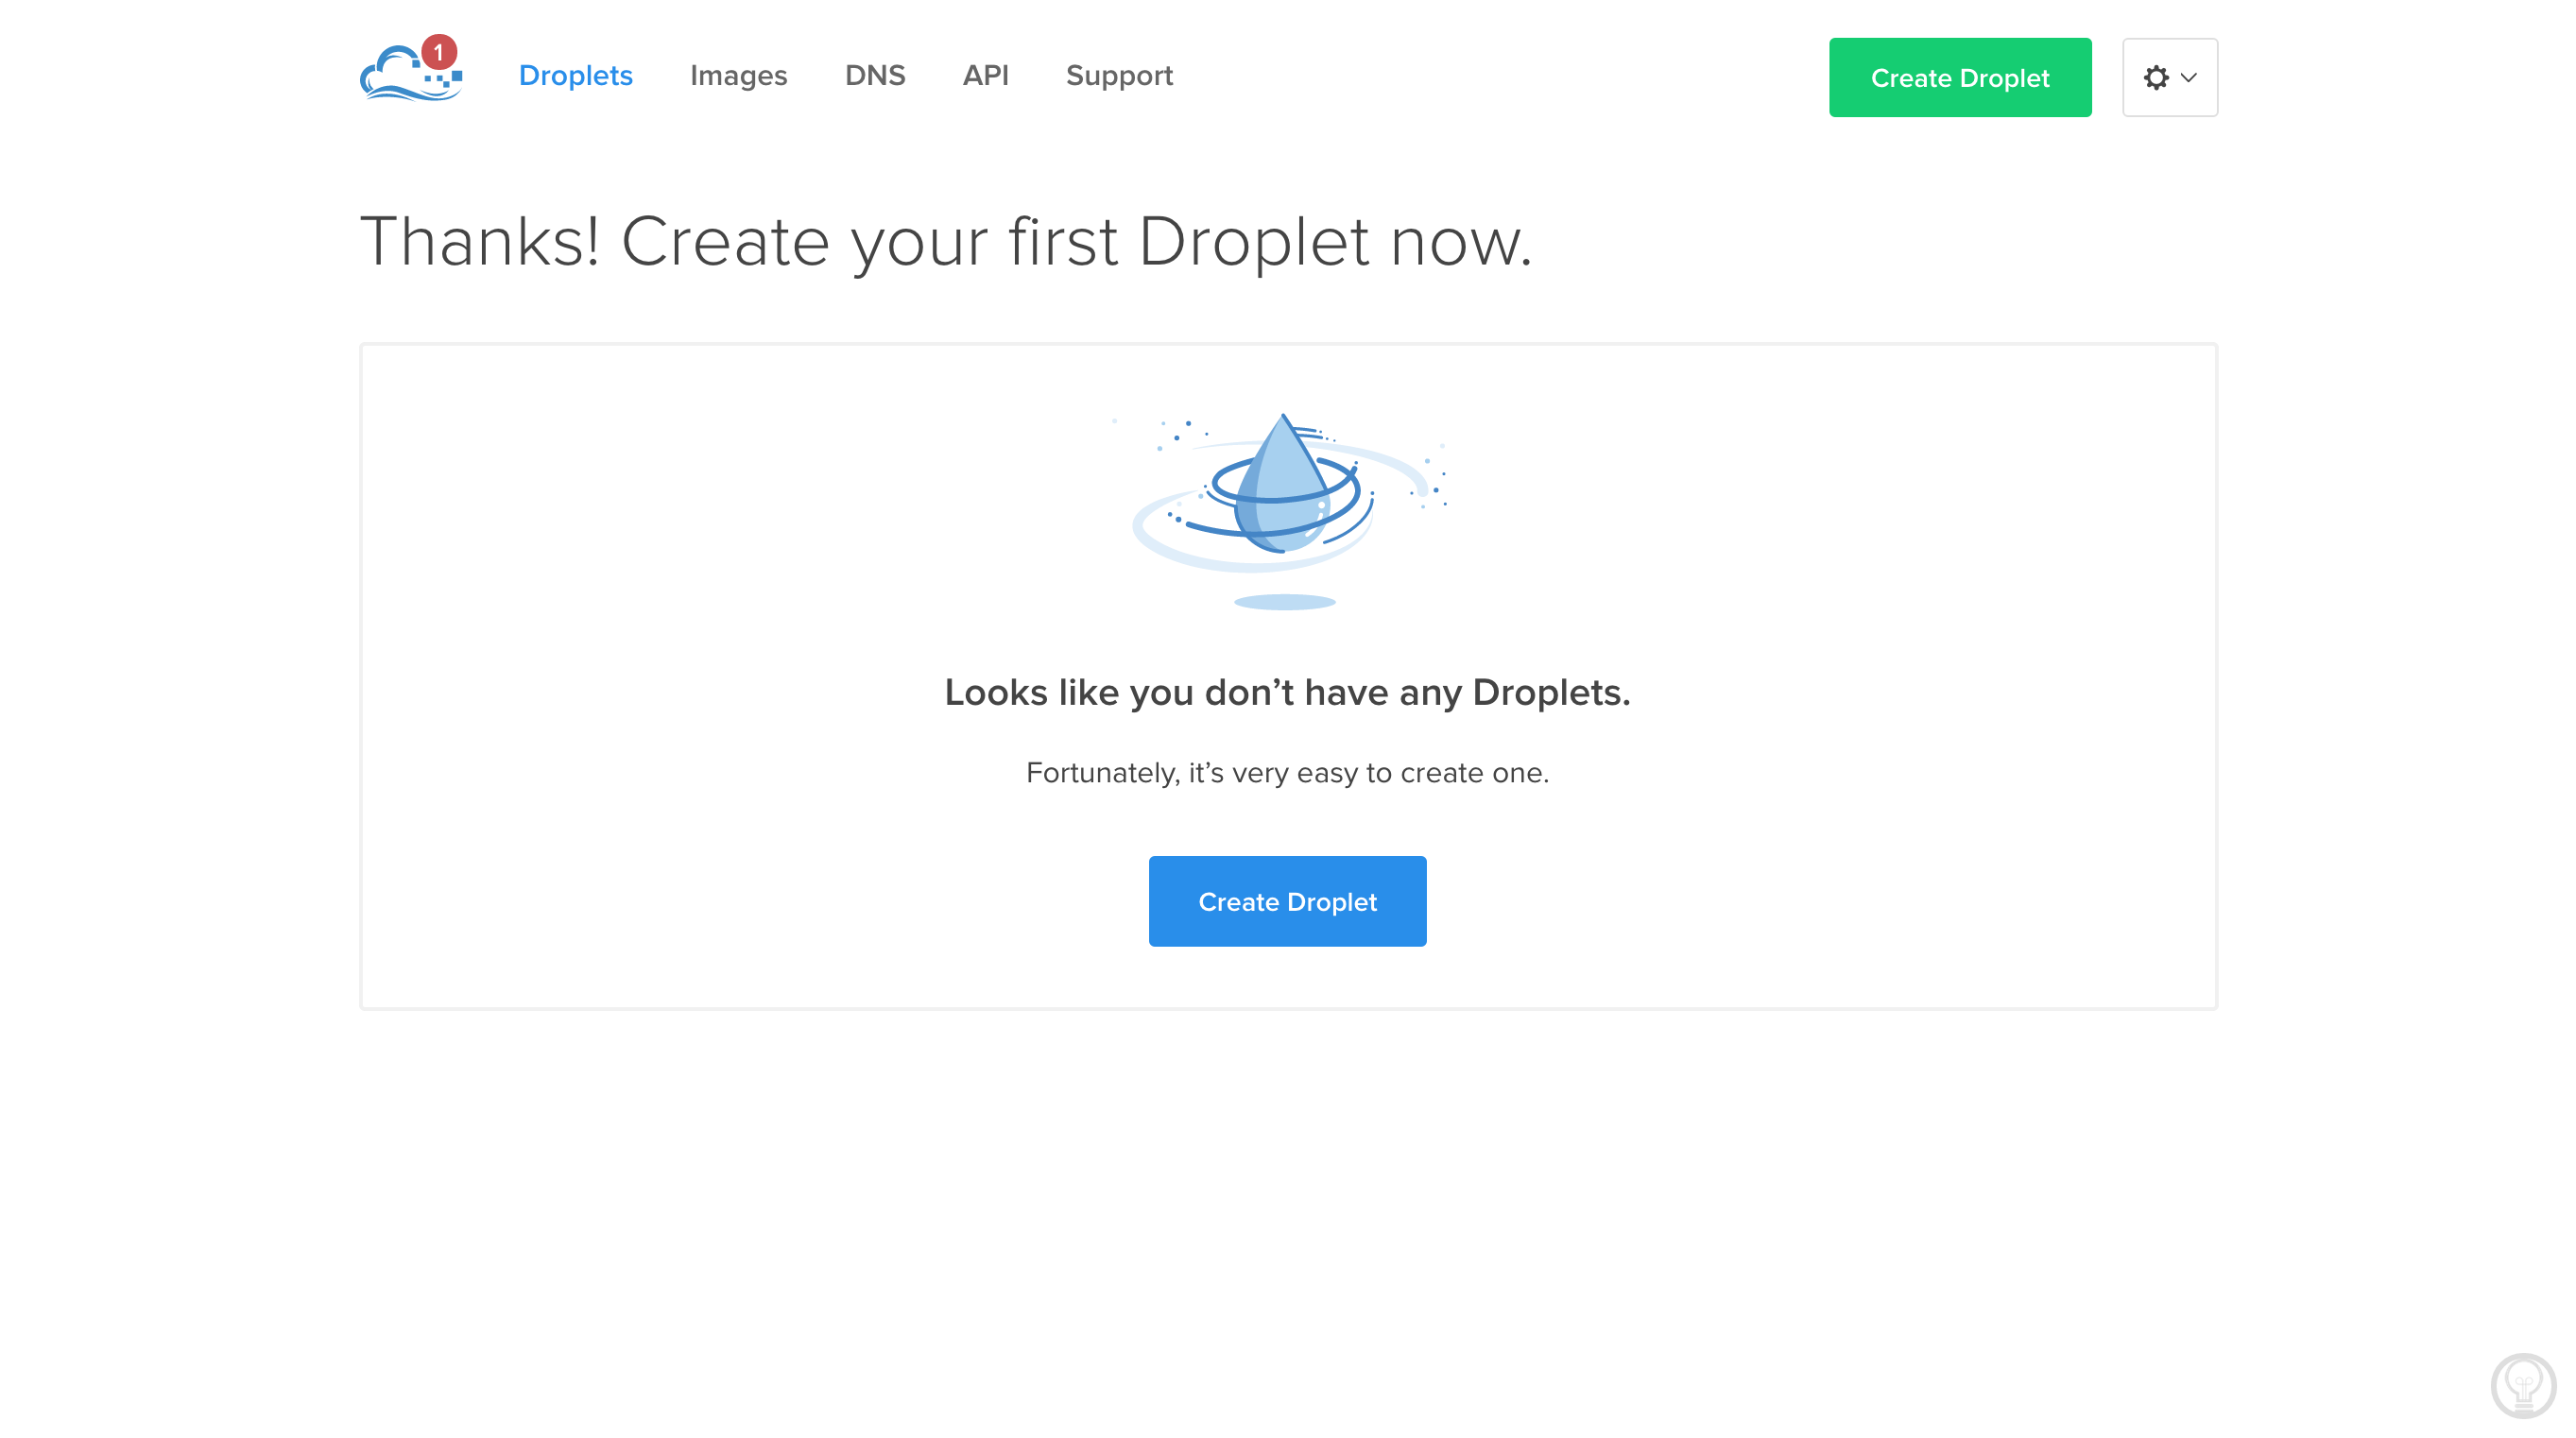 1
Droplets Images DNS API Support
Create Droplet
Thanks! Create your first Droplet now.
Looks like you don’t have any Droplets.
Fortunately, it’s very easy to create one.
Create Droplet